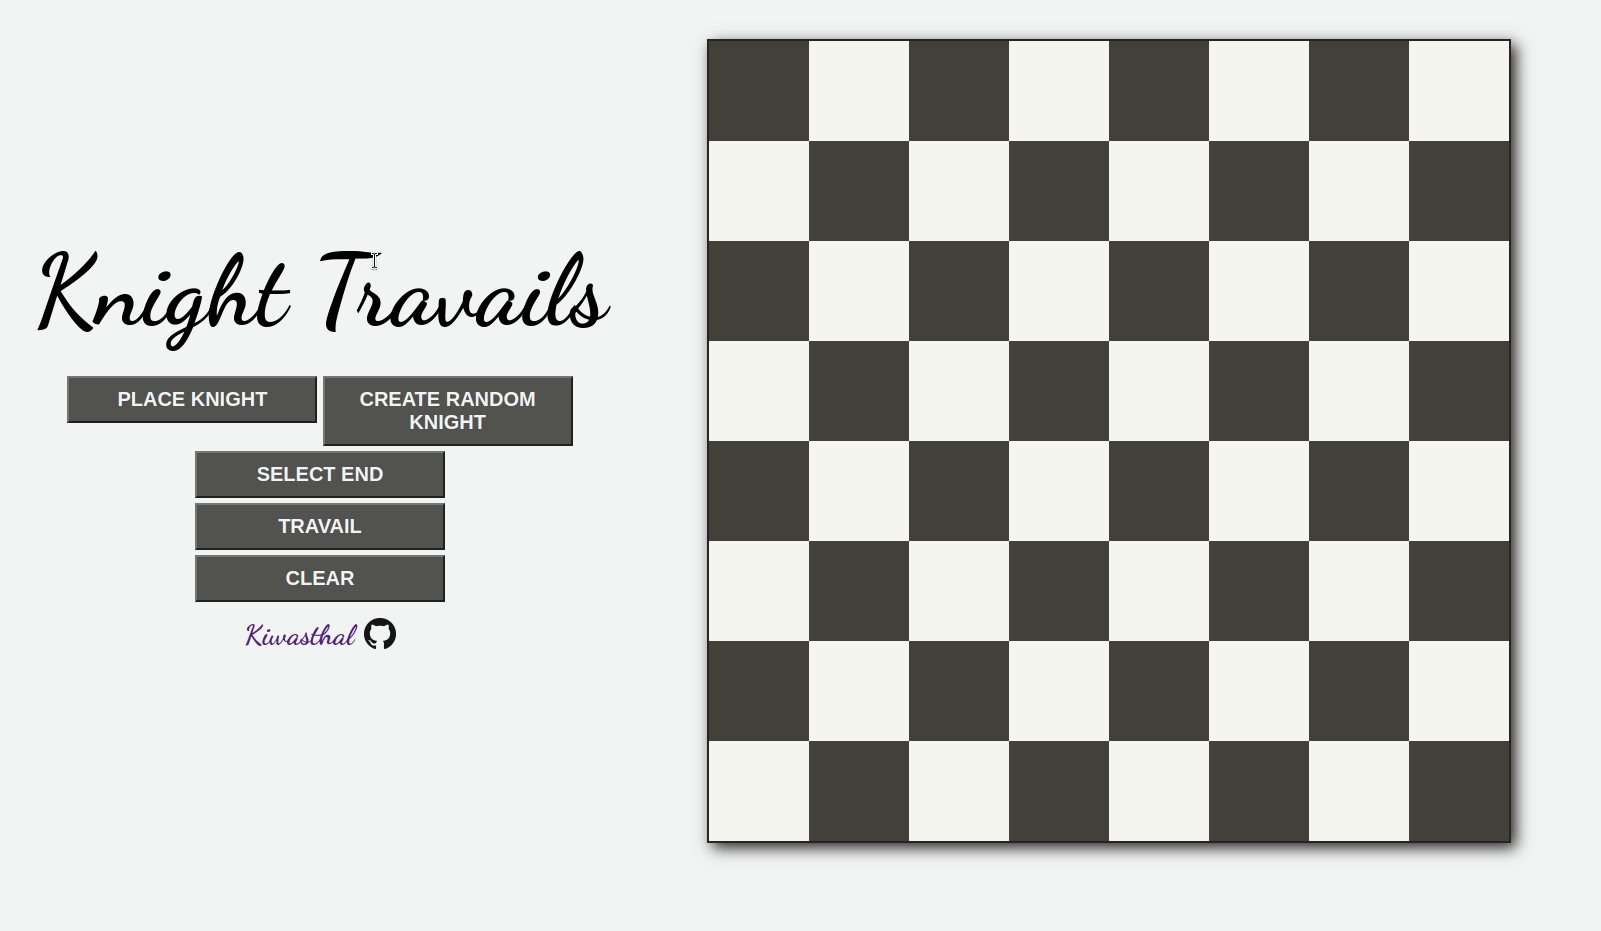 Knight Travails
PLACE KNIGHT
CREATE RANDOM
KNIGHT
SELECT END
TRAVAIL
CLEAR
Kiwasthal